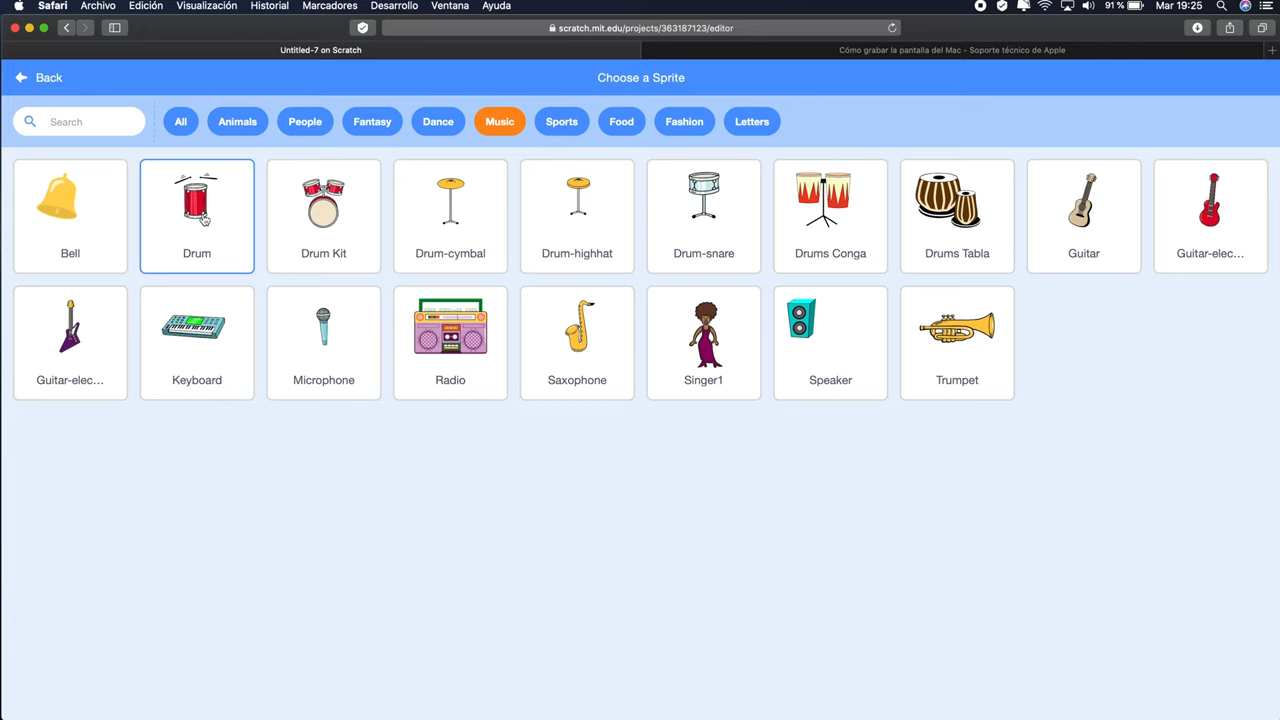 Safari Archivo Edición Visualización Historial Marcadores Desarrollo Ventana Ayuda 91 % Mar 19:25
scratch.mit.edu/projects/363187123/editor
Untitled-7 on Scratch Cómo grabar la pantalla del Mac - Soporte técnico de Apple
Back Choose a Sprite
Search All Animals People Fantasy Dance Music Sports Food Fashion Letters
Bell Drum Drum Kit Drum-cymbal Drum-highhat Drum-snare Drums Conga Drums Tabla Guitar Guitar-elec...
Guitar-elec... Keyboard Microphone Radio Saxophone Singer1 Speaker Trumpet